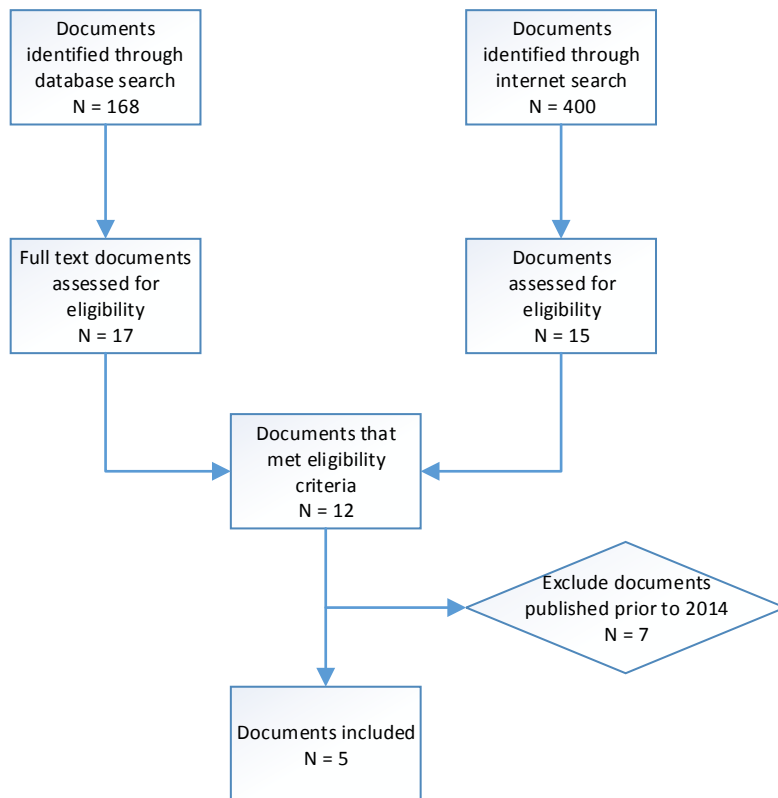 Documents
identified through
database search
N = 168
Documents
identified through
internet search
N = 400
Full text documents
assessed for
eligibility
N = 17
Documents
assessed for
eligibility
N = 15
Documents that
met eligibility
criteria
N = 12
Exclude documents
published prior to 2014
N = 7
Documents included
N = 5